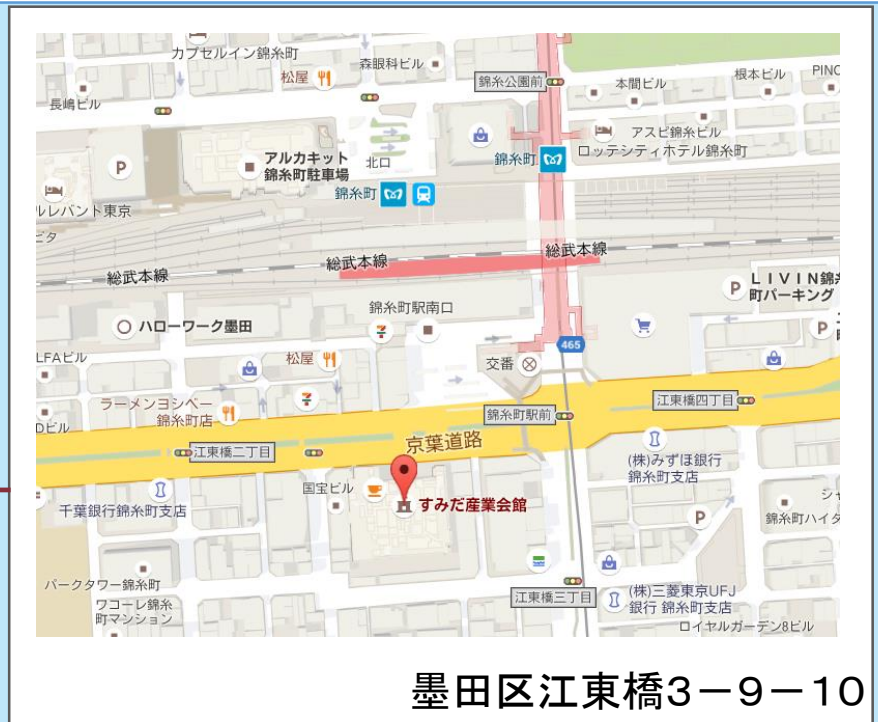 カプセルイン錦糸町
森眼科ビル
松屋
錦糸公園前
本間ビル
根本ビル
PINO
長嶋ビル
アスピ錦糸ビル
ロッテシティホテル錦糸町
P
アルカキット
錦糸町駐車場
北口
錦糸町
錦糸町
ルレバント東京
総武本線
総武本線
総武本線
P
LIVIN錦糸
町パーキング
錦糸町駅南口
ハローワーク墨田
P
LFAビル
松屋
交番
465
ラーメンヨシベー
錦糸町店
江東橋四丁目
錦糸町駅前
Dビル
江東橋二丁目
京葉道路
(株)みずほ銀行
錦糸町支店
国宝ビル
すみだ産業会館
千葉銀行錦糸町支店
P
錦糸町ハイタ
パークタワー錦糸町
ワコーレ錦糸
町マンション
江東橋三丁目
(株)三菱東京UFJ
銀行 錦糸町支店
ロイヤルガーデン8ビル
墨田区江東橋3－9－10